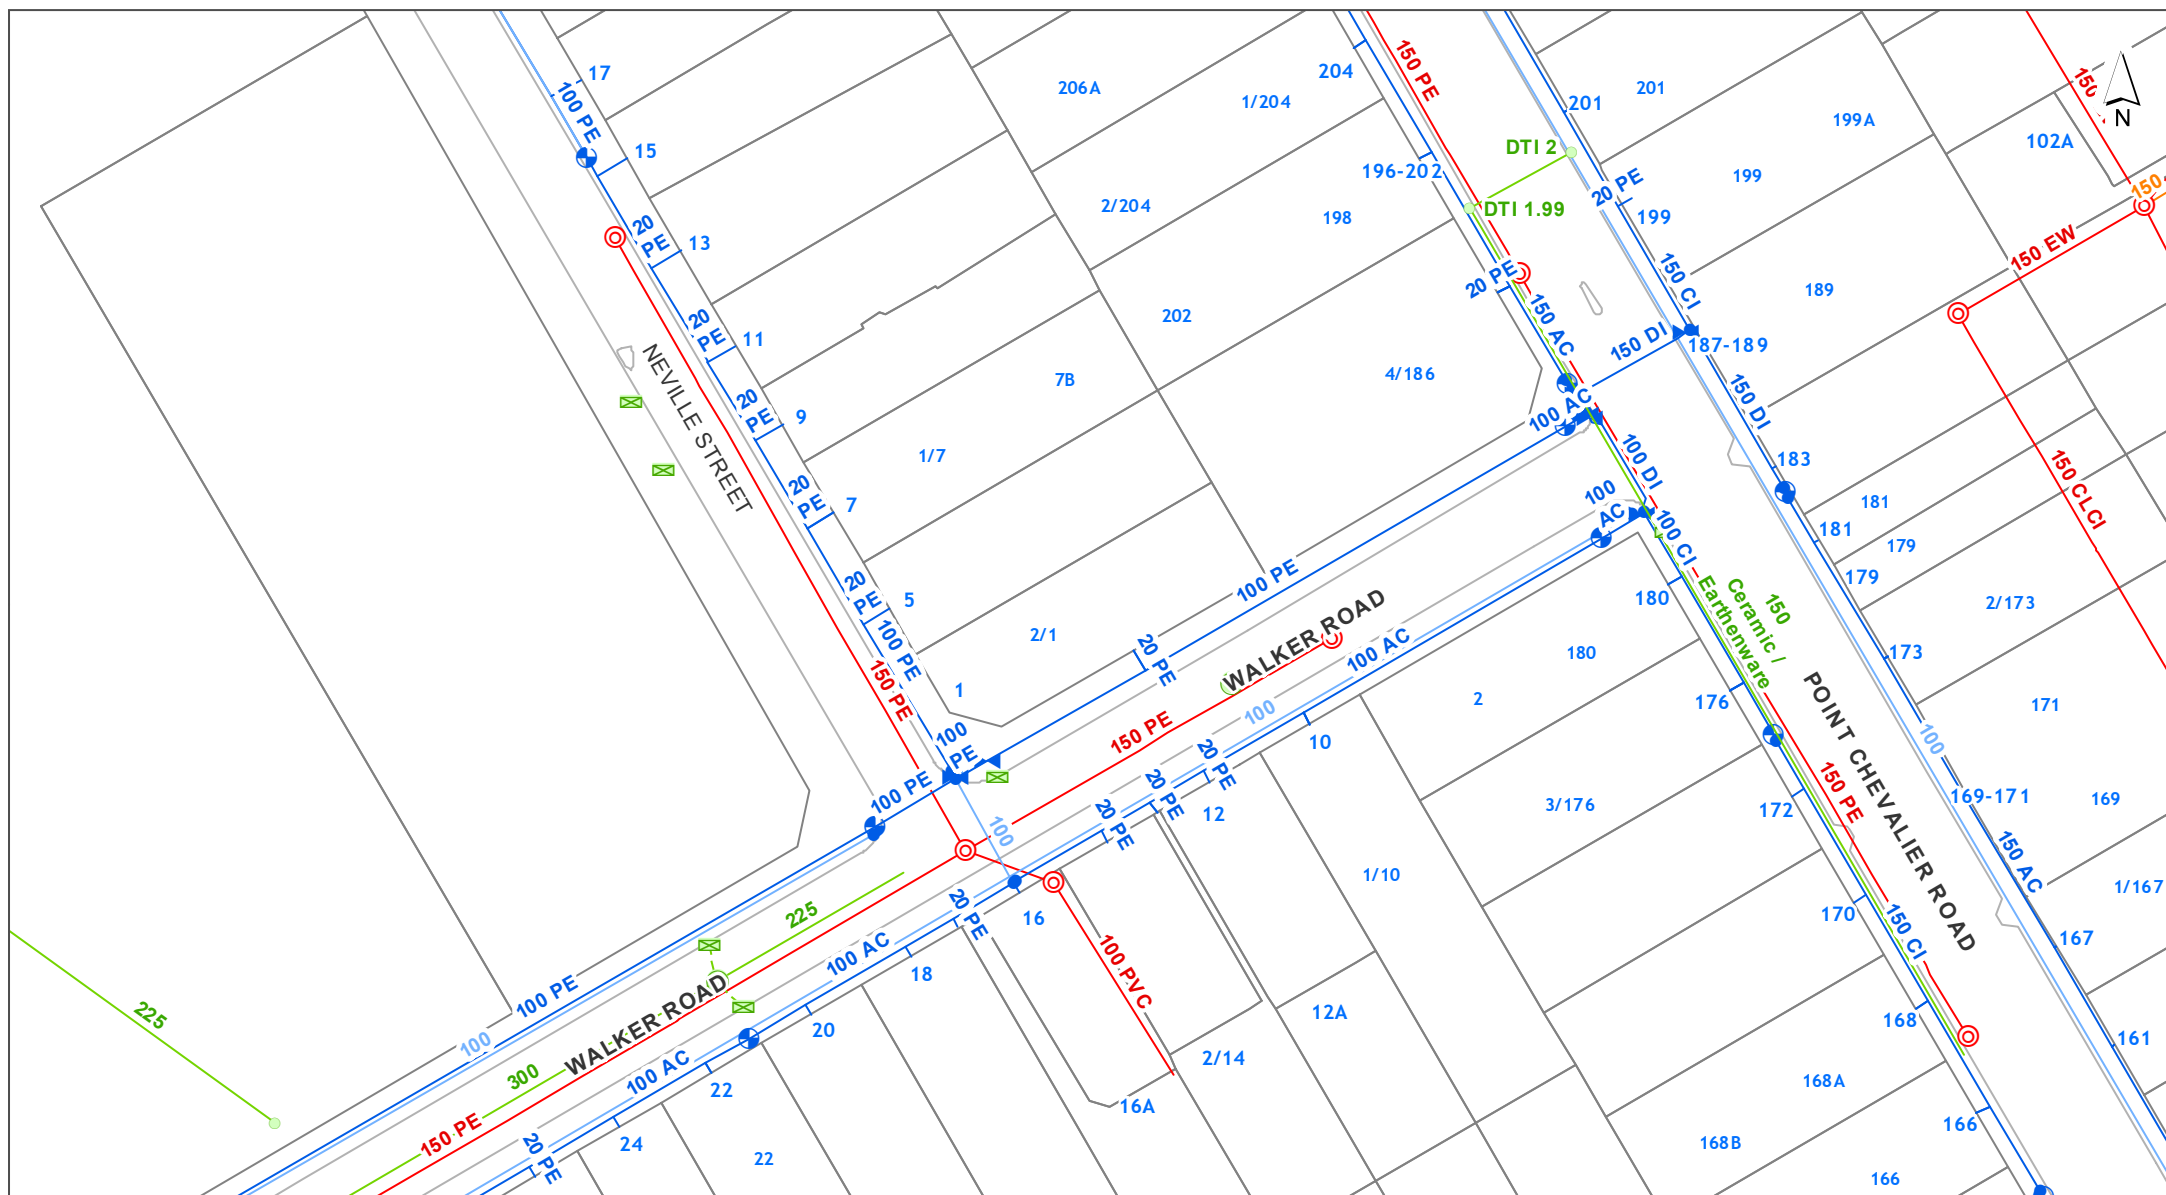 17
100 PE
15
20 PE
13
20 PE
11
20 PE
9
20 PE
7
20 PE
5
100 PE
1
100 PE
NEVILLE STREET
150 PE
206A
1/204
204
150 PE
2/204
196-202
198
DTI 2
DTI 1.99
201
201
199A
199
199
20 PE
102A
150
N
150
150 EW
189
202
7B
1/7
4/186
20 PE
150 AC
150 CI
150 DI
187-189
150 DI
100 AC
100 DI
100 AC
100 CI
183
181
181
179
179
150 CLCI
2/173
173
171
169-171
169
1/167
167
161
100
150 AC
POINT CHEVALIER ROAD
150
Ceramic /
Earthenware
180
180
176
3/176
172
170
168
168A
168B
166
166
150 PE
150 CI
2/1
100 PE
20 PE
WALKER ROAD
150 PE
100 AC
100
2
10
12
1/10
12A
2/14
16A
16
20 PE
20 PE
20 PE
20 PE
100 PVC
100 PE
100
225
100 AC
18
20
22
22
24
20 PE
100 AC
WALKER ROAD
300
150 PE
100
100 PE
225